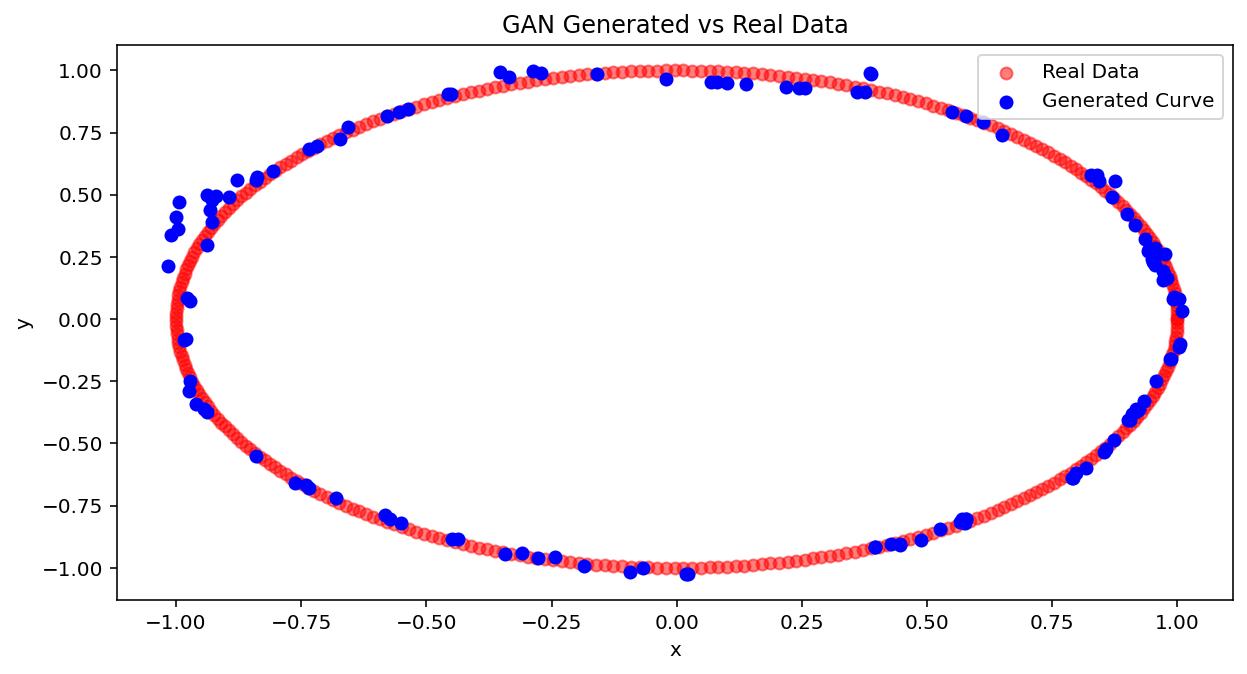 GAN Generated vs Real Data
Real Data
Generated Curve
1.00
0.75
0.50
0.25
0.00
−0.25
−0.50
−0.75
−1.00
y
−1.00 −0.75 −0.50 −0.25 0.00 0.25 0.50 0.75 1.00
x